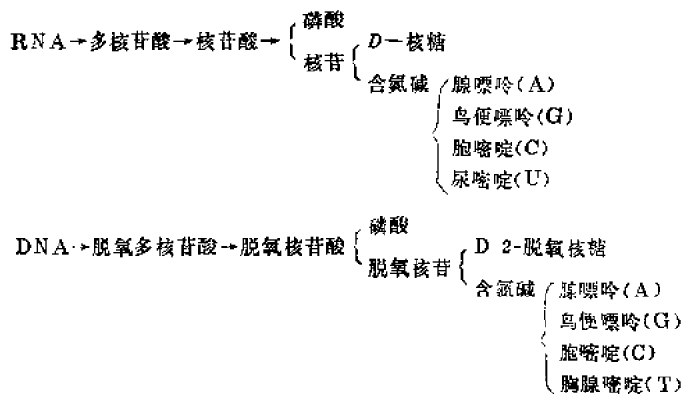 磷酸
RNA→多核苷酸→核苷酸→
D-核糖
核苷
含氮碱
腺嘌呤(A)
鸟便嘌呤(G)
胞嘧啶(C)
尿嘧啶(U)
磷酸
DNA→脱氧多核苷酸→脱氧核苷酸
D 2-脱氧核糖
脱氧核苷
含氮碱
腺嘌呤(A)
鸟便嘌呤(G)
胞嘧啶(C)
胸腺嘧啶(T)